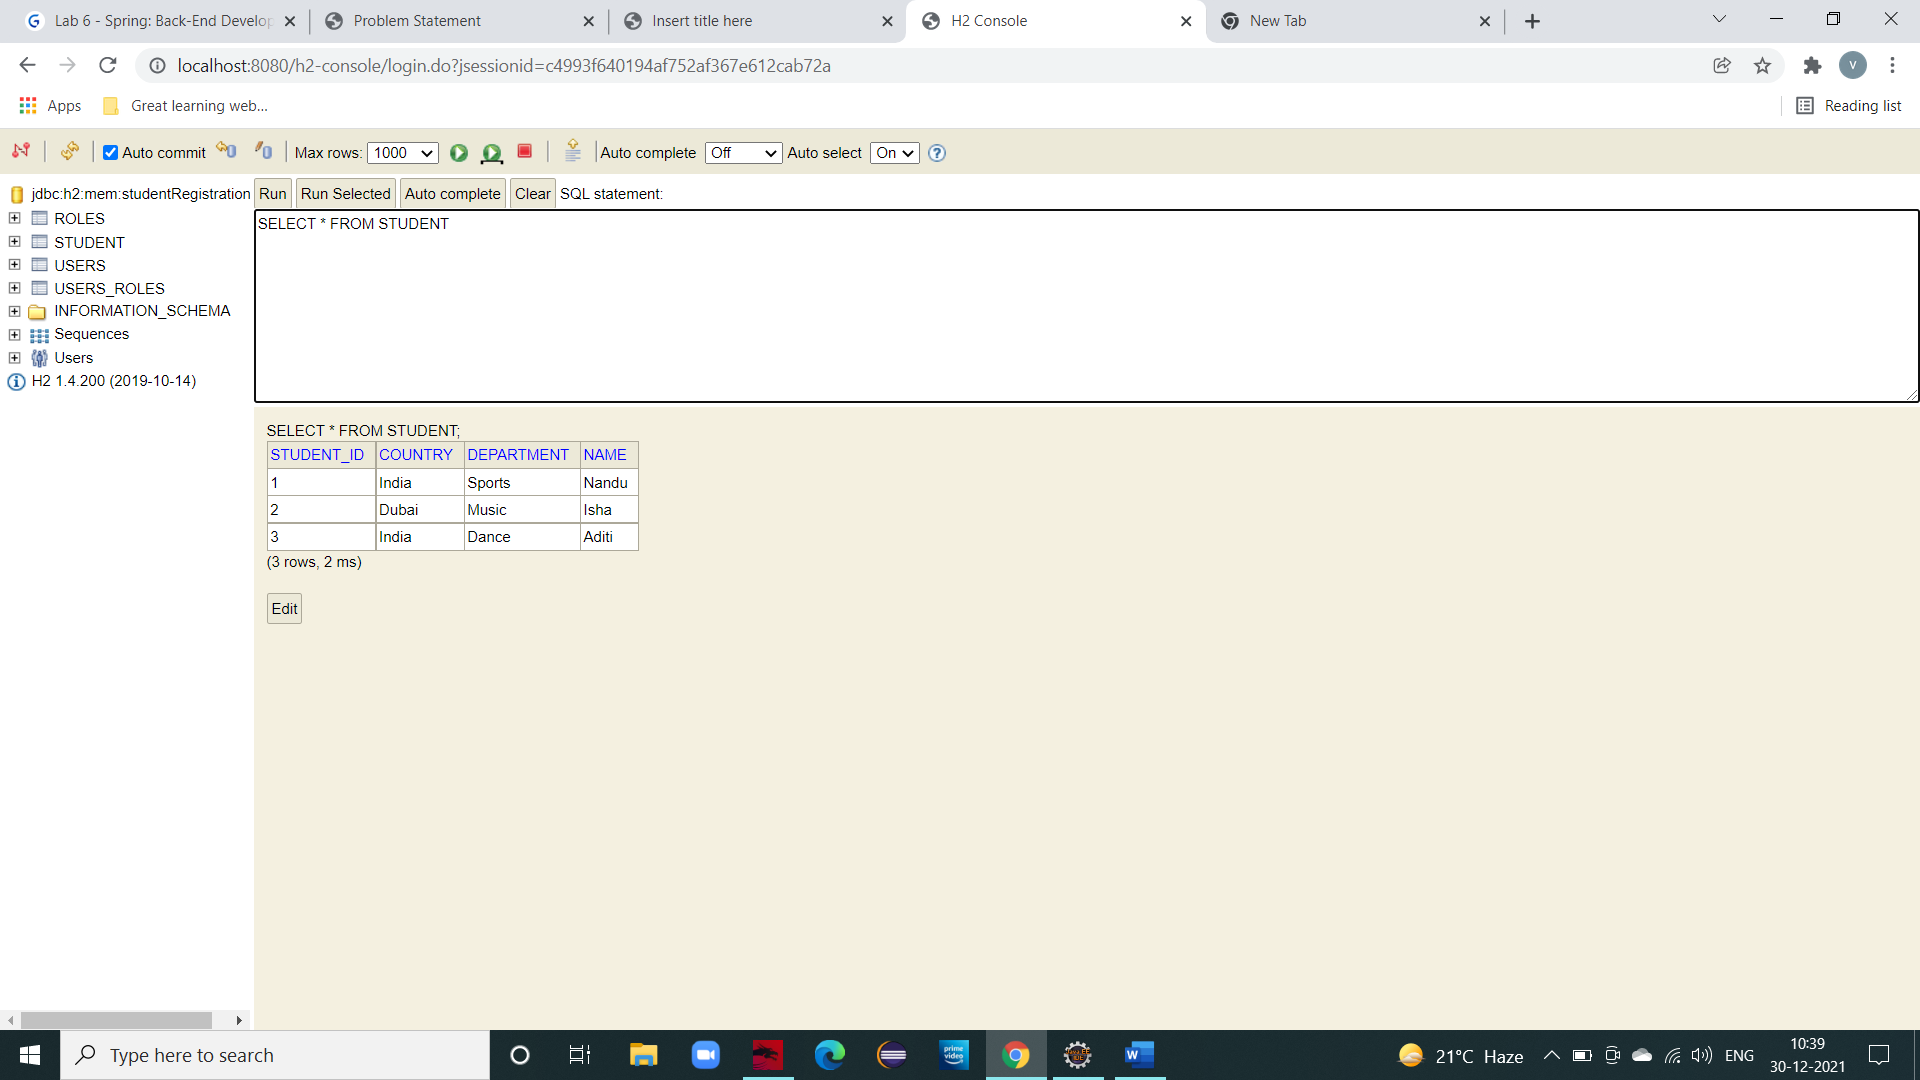 Lab 6 - Spring: Back-End Develop
Problem Statement
Insert title here
H2 Console
New Tab
localhost:8080/h2-console/login.do?jsessionid=c4993f640194af752af367e612cab72a
V
Apps
Great learning web...
Reading list
Auto commit
Max rows: 1000
Auto complete Off
Auto select On
jdbc:h2:mem:studentRegistration
Run
Run Selected
Auto complete
Clear
SQL statement:
ROLES
STUDENT
USERS
USERS_ROLES
INFORMATION_SCHEMA
Sequences
Users
H2 1.4.200 (2019-10-14)
SELECT * FROM STUDENT
SELECT * FROM STUDENT;
STUDENT_ID COUNTRY DEPARTMENT NAME
1 India Sports Nandu
2 Dubai Music Isha
3 India Dance Aditi
(3 rows, 2 ms)
Edit
Type here to search
prime
video
W
21°C Haze
ENG
10:39
30-12-2021